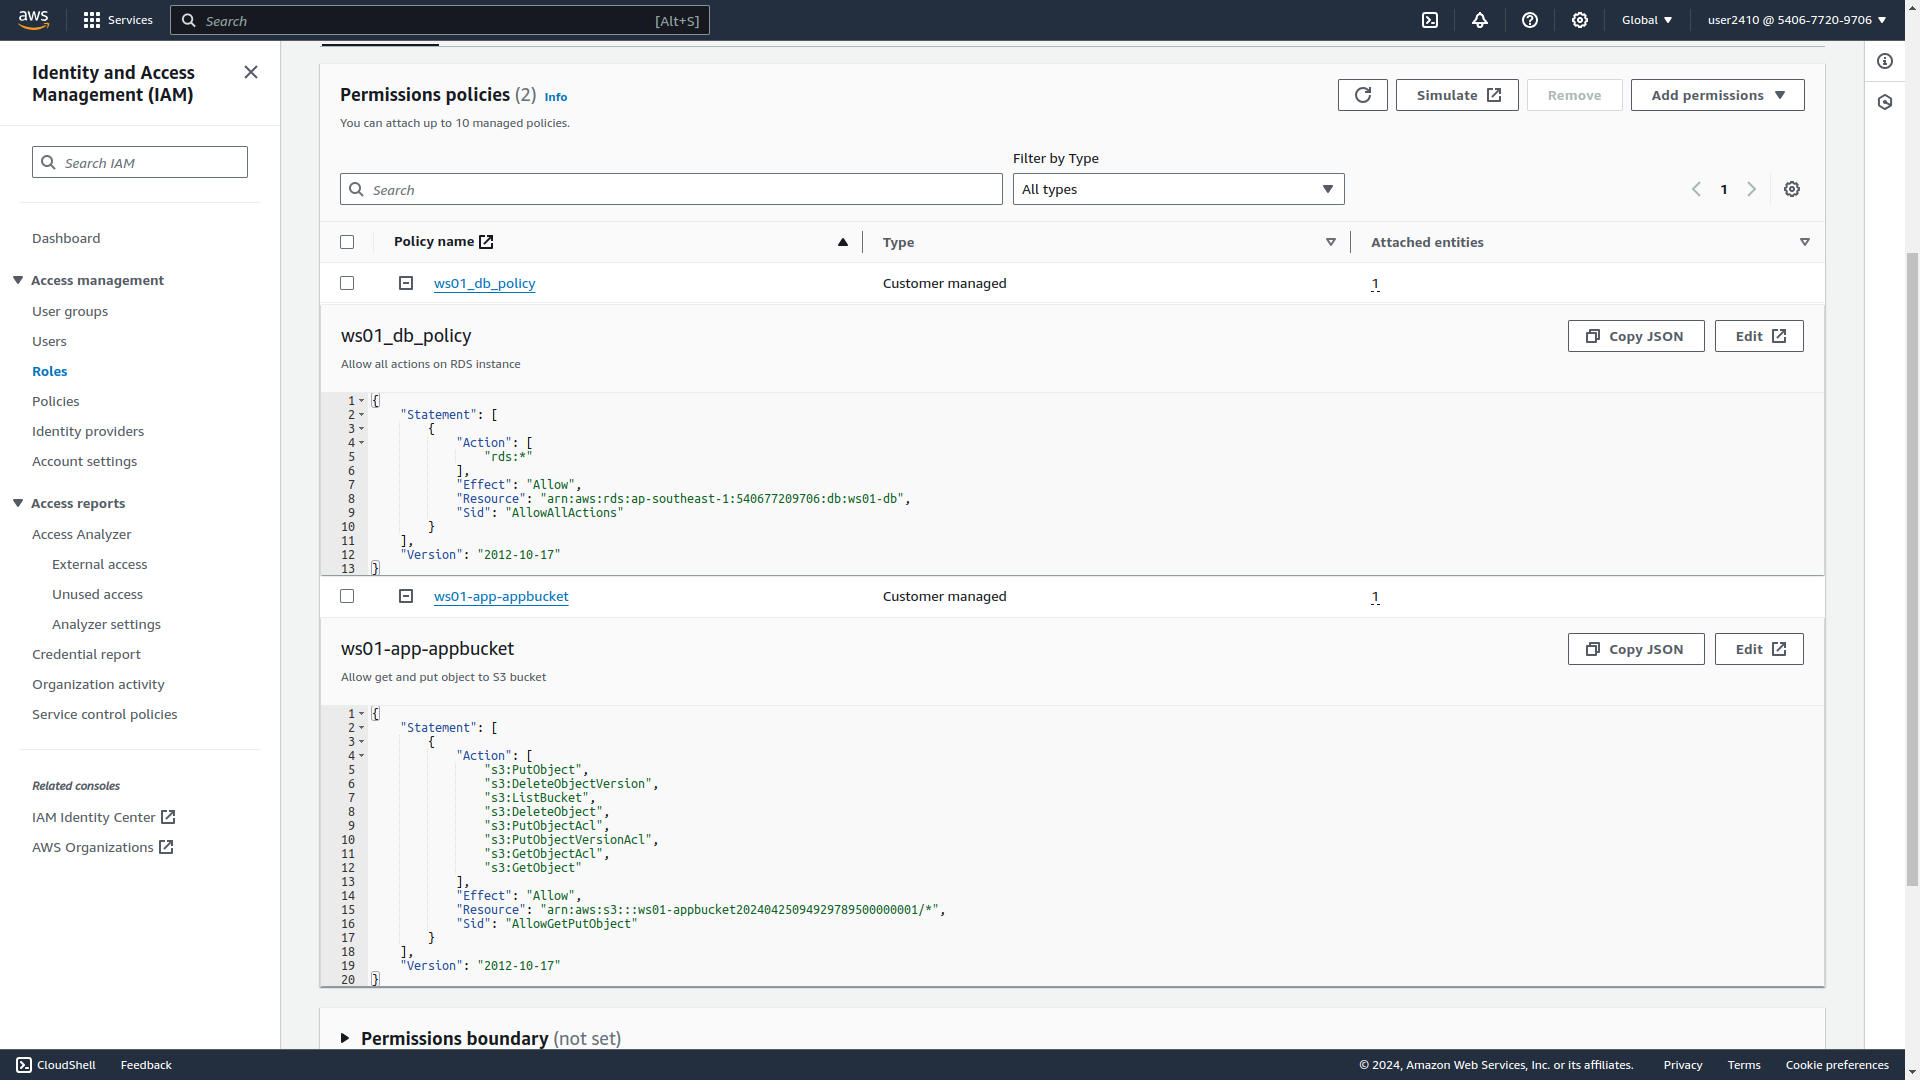 aws
Services
Search
[Alt+S]
Global
user2410 @ 5406-7720-9706
Identity and Access
Management (IAM)
Search IAM
Dashboard
Access management
User groups
Users
Roles
Policies
Identity providers
Account settings
Access reports
Access Analyzer
External access
Unused access
Analyzer settings
Credential report
Organization activity
Service control policies
Related consoles
IAM Identity Center
AWS Organizations
Permissions policies (2) Info
You can attach up to 10 managed policies.
Simulate
Remove
Add permissions
Filter by Type
Search
All types
1
Policy name
Type
Attached entities
ws01_db_policy
Customer managed
1
ws01_db_policy
Allow all actions on RDS instance
Copy JSON
Edit
1 {
2 "Statement": [
3 {
4 "Action": [
5 "rds:*"
6 ],
7 "Effect": "Allow",
8 "Resource": "arn:aws:rds:ap-southeast-1:540677209706:db:ws01-db",
9 "Sid": "AllowAllActions"
10 }
11 ],
12 "Version": "2012-10-17"
13 }
ws01-app-appbucket
Customer managed
1
ws01-app-appbucket
Allow get and put object to S3 bucket
Copy JSON
Edit
1 {
2 "Statement": [
3 {
4 "Action": [
5 "s3:PutObject",
6 "s3:DeleteObjectVersion",
7 "s3:ListBucket",
8 "s3:DeleteObject",
9 "s3:PutObjectAcl",
10 "s3:PutObjectVersionAcl",
11 "s3:GetObjectAcl",
12 "s3:GetObject"
13 ],
14 "Effect": "Allow",
15 "Resource": "arn:aws:s3:::ws01-appbucket20240425094929789500000001/*",
16 "Sid": "AllowGetPutObject"
17 }
18 ],
19 "Version": "2012-10-17"
20 }
Permissions boundary (not set)
CloudShell
Feedback
© 2024, Amazon Web Services, Inc. or its affiliates.
Privacy
Terms
Cookie preferences